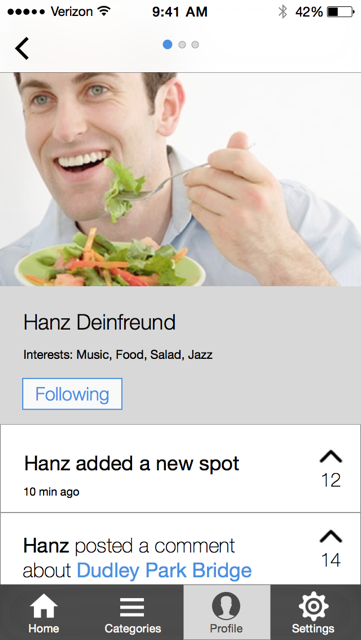 Verizon 9:41 AM 42%
Hanz Deinfreund
Interests: Music, Food, Salad, Jazz
Following
Hanz added a new spot
12
10 min ago
Hanz posted a comment
14
about Dudley Park Bridge
Home Categories Profile Settings